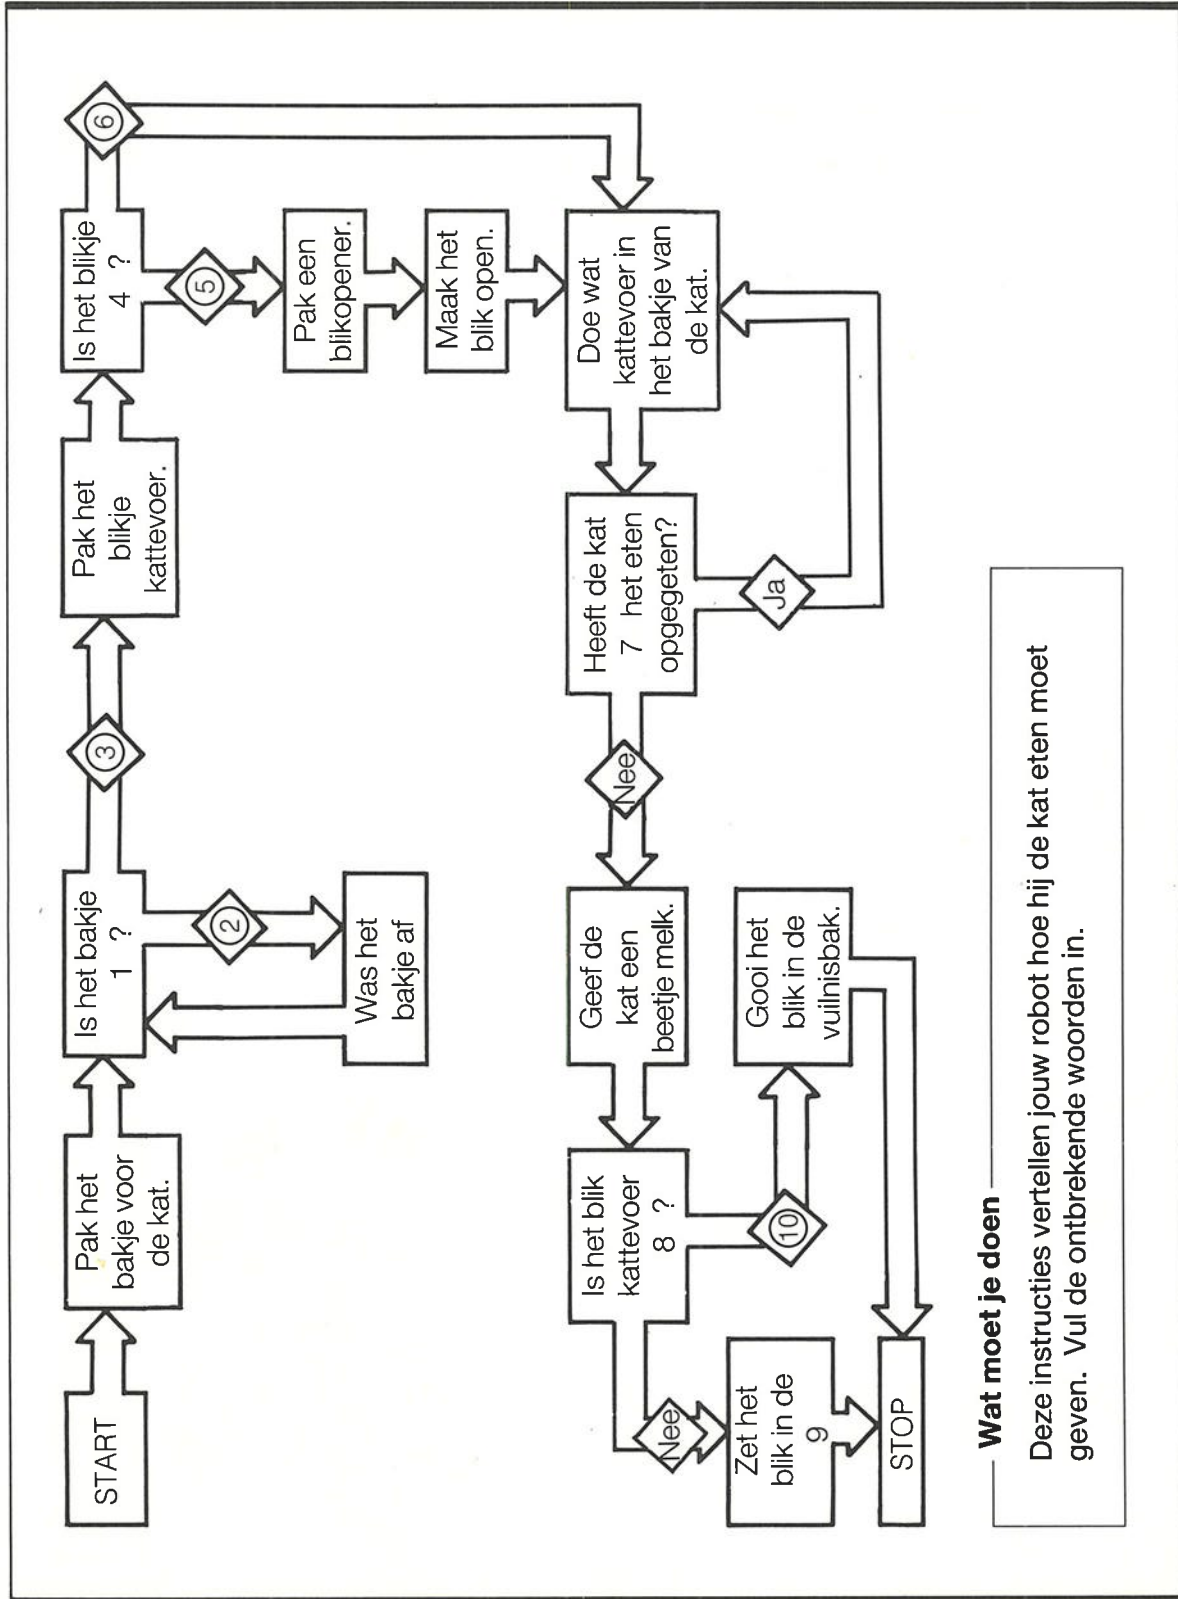 START
Pak het
bakje voor
de kat.
Is het bakje
1 ?
2
Was het
bakje af
3
Pak het
blikje
kattevoer.
Is het blikje
4 ?
5
6
Pak een
blikopener.
Maak het
blik open.
Doe wat
kattevoer in
het bakje van
de kat.
Heeft de kat
7 het eten
opgegeten?
Ja
Nee
Geef de
kat een
beetje melk.
Is het blik
kattevoer
8 ?
10
Gooi het
blik in de
vuilnisbak.
Nee
Zet het
blik in de
9
STOP
Wat moet je doen
Deze instructies vertellen jouw robot hoe hij de kat eten moet
geven. Vul de ontbrekende woorden in.